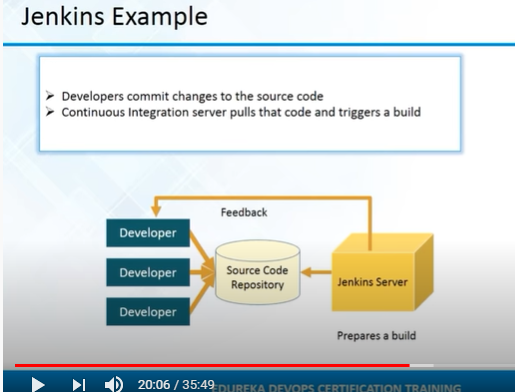 Jenkins Example
➤ Developers commit changes to the source code
➤ Continuous Integration server pulls that code and triggers a build
Feedback
Developer
Developer
Developer
Source Code
Repository
Jenkins Server
Prepares a build
20:06 / 35:49
EDUREKA DEVOPS CERTIFICATION TRAINING